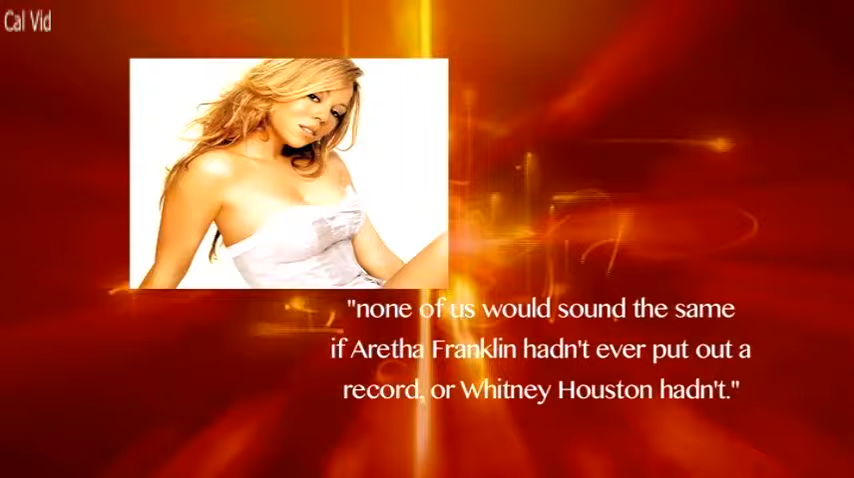 Cal Vid
"none of us would sound the same
if Aretha Franklin hadn't ever put out a
record, or Whitney Houston hadn't."